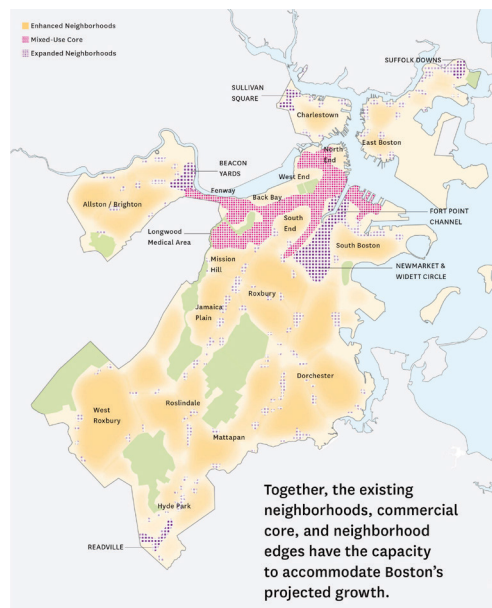 Enhanced Neighborhoods
Mixed-Use Core
Expanded Neighborhoods
SUFFOLK DOWNS
SULLIVAN
SQUARE
Charlestown
East Boston
North
End
BEACON
YARDS
West End
Fenway
Back Bay
Allston / Brighton
South
End
FORT POINT
CHANNEL
Longwood
Medical Area
South Boston
Mission
Hill
NEWMARKET &
WIDETT CIRCLE
Roxbury
Jamaica
Plain
Dorchester
Roslindale
West
Roxbury
Mattapan
Hyde Park
READVILLE
Together, the existing
neighborhoods, commercial
core, and neighborhood
edges have the capacity
to accommodate Boston's
projected growth.